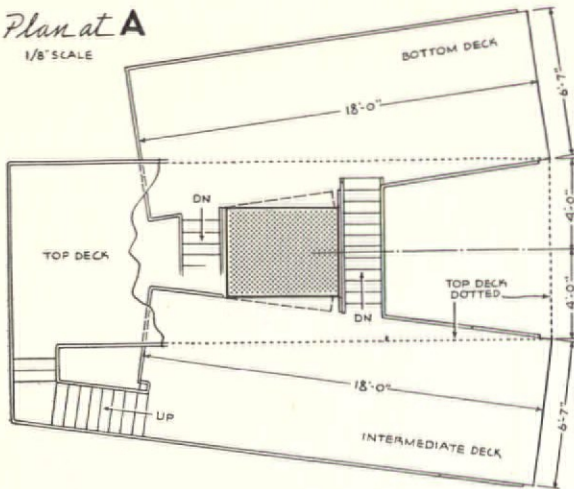 Plan at A
1/8" SCALE
BOTTOM DECK
6'-7"
18'-0"
DN
4'-0"
TOP DECK
4'-0"
TOP DECK
DOTTED
DN
18'-0"
UP
6'-7"
INTERMEDIATE DECK